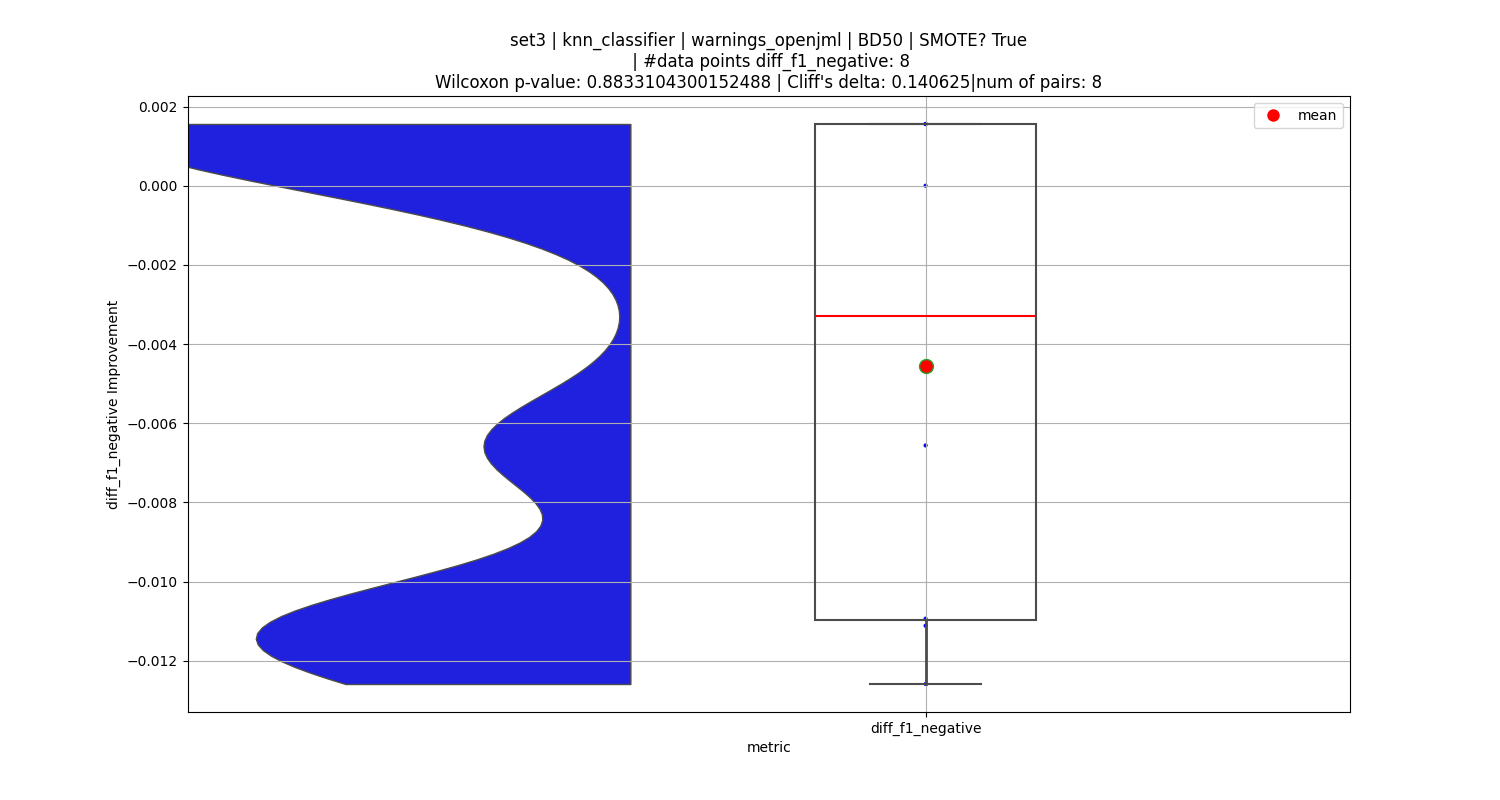 set3 | knn_classifier | warnings_openjml | BD50 | SMOTE? True
| #data points diff_f1_negative: 8
Wilcoxon p-value: 0.8833104300152488 | Cliff's delta: 0.140625|num of pairs: 8
mean
0.002
0.000
−0.002
−0.004
−0.006
−0.008
−0.010
−0.012
diff_f1_negative Improvement
diff_f1_negative
metric